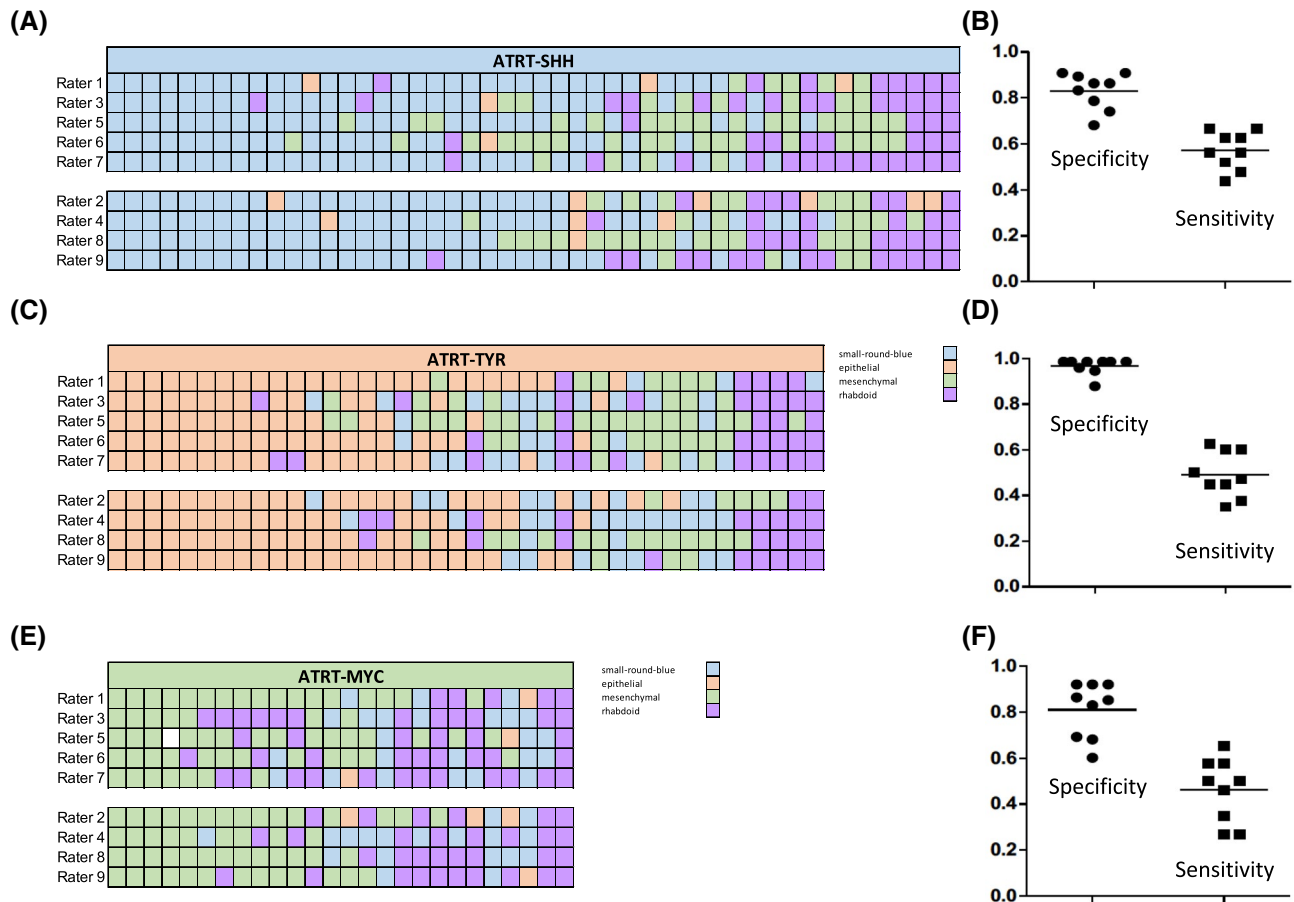 (A)
ATRT-SHH
Rater 1
Rater 3
Rater 5
Rater 6
Rater 7
Rater 2
Rater 4
Rater 8
Rater 9
(B)
1.0
0.8
0.6
0.4
0.2
0.0
Specificity
Sensitivity
(C)
ATRT-TYR
Rater 1
Rater 3
Rater 5
Rater 6
Rater 7
Rater 2
Rater 4
Rater 8
Rater 9
small-round-blue
epithelial
mesenchymal
rhabdoid
(D)
1.0
0.8
0.6
0.4
0.2
0.0
Specificity
Sensitivity
(E)
ATRT-MYC
Rater 1
Rater 3
Rater 5
Rater 6
Rater 7
Rater 2
Rater 4
Rater 8
Rater 9
small-round-blue
epithelial
mesenchymal
rhabdoid
(F)
1.0
0.8
0.6
0.4
0.2
0.0
Specificity
Sensitivity